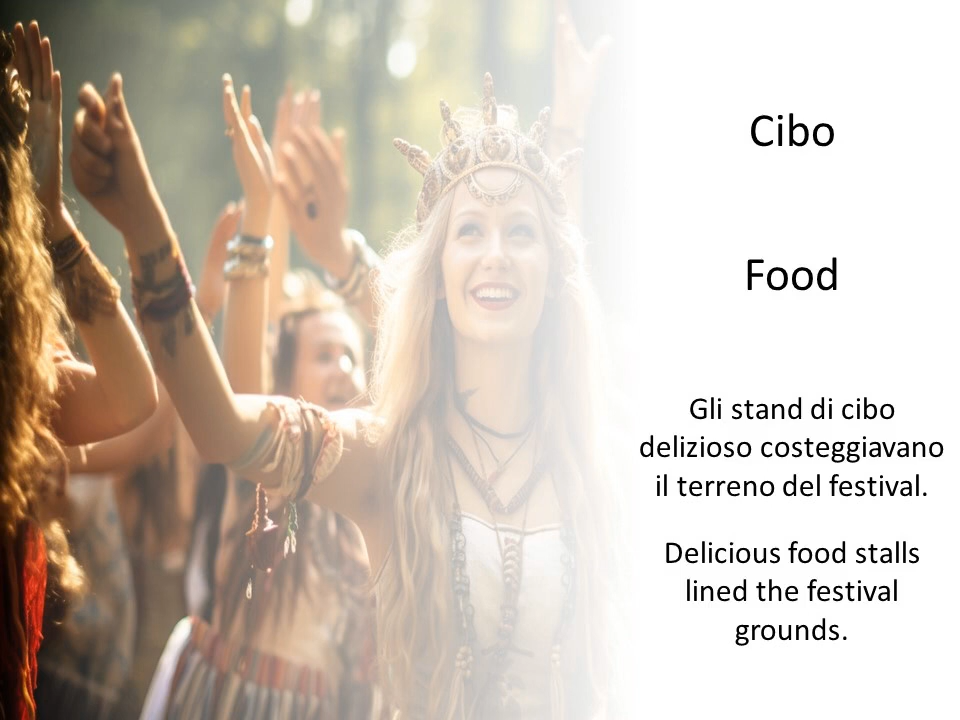 Cibo
Food
Gli stand di cibo
delizioso costeggiavano
il terreno del festival.
Delicious food stalls
lined the festival
grounds.